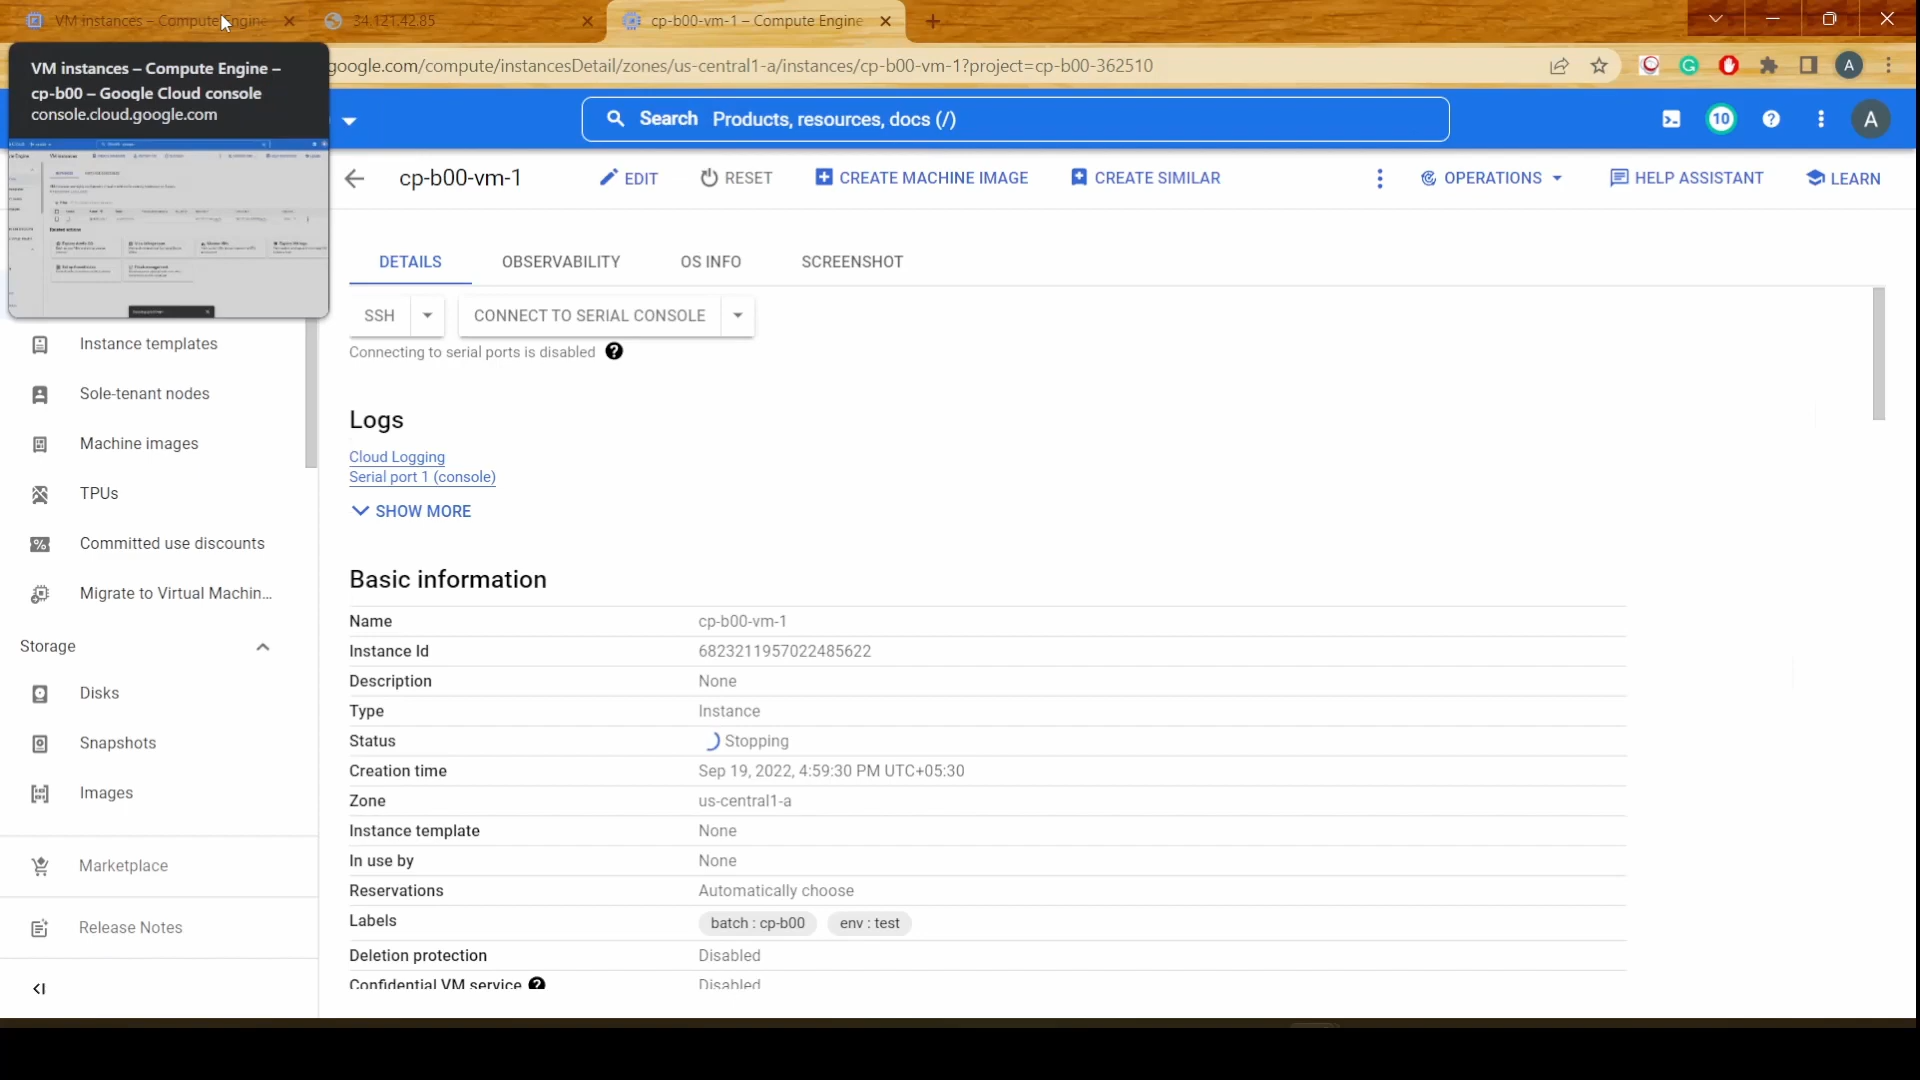 VM instances – Compute Engine
34.121.42.85
cp-b00-vm-1 – Compute Engine
VM instances – Compute Engine –
cp-b00 – Google Cloud console
console.cloud.google.com
google.com/compute/instancesDetail/zones/us-central1-a/instances/cp-b00-vm-1?project=cp-b00-362510
A
Search Products, resources, docs (/)
10
A
cp-b00-vm-1
EDIT
RESET
CREATE MACHINE IMAGE
CREATE SIMILAR
OPERATIONS
HELP ASSISTANT
LEARN
DETAILS
OBSERVABILITY
OS INFO
SCREENSHOT
SSH
CONNECT TO SERIAL CONSOLE
Connecting to serial ports is disabled
Instance templates
Sole-tenant nodes
Machine images
TPUs
Committed use discounts
Migrate to Virtual Machin...
Storage
Disks
Snapshots
Images
Marketplace
Release Notes
Logs
Cloud Logging
Serial port 1 (console)
SHOW MORE
Basic information
Name cp-b00-vm-1
Instance Id 6823211957022485622
Description None
Type Instance
Status Stopping
Creation time Sep 19, 2022, 4:59:30 PM UTC+05:30
Zone us-central1-a
Instance template None
In use by None
Reservations Automatically choose
Labels batch : cp-b00 env : test
Deletion protection Disabled
Confidential VM service Disabled